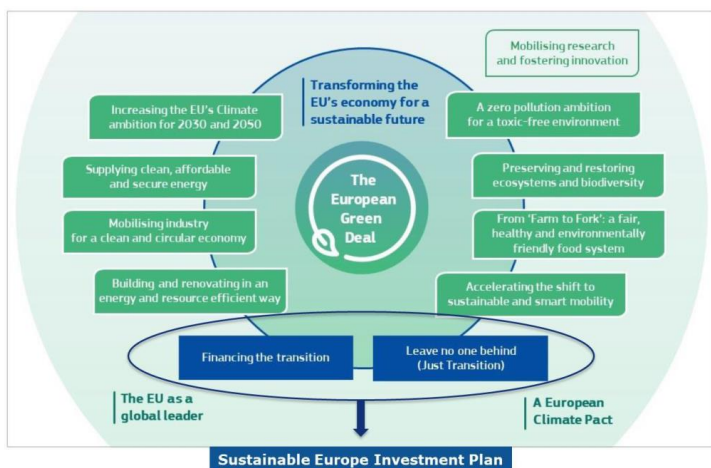 Mobilising research
and fostering innovation
Transforming the
EU's economy for a
sustainable future
Increasing the EU's Climate
ambition for 2030 and 2050
A zero pollution ambition
for a toxic-free environment
Supplying clean, affordable
and secure energy
The
European
Green
Deal
Preserving and restoring
ecosystems and biodiversity
Mobilising industry
for a clean and circular economy
From 'Farm to Fork': a fair,
healthy and environmentally
friendly food system
Building and renovating in an
energy and resource efficient way
Accelerating the shift to
sustainable and smart mobility
Financing the transition
Leave no one behind
(Just Transition)
The EU as a
global leader
A European
Climate Pact
Sustainable Europe Investment Plan